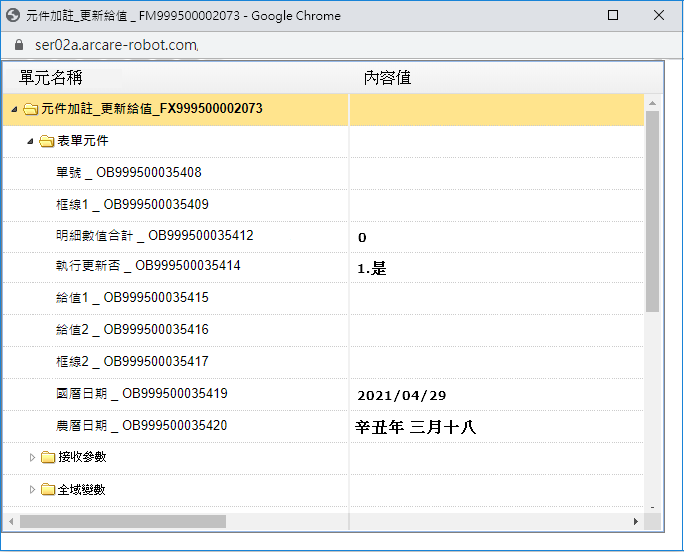 元件加註_更新給值 _ FM999500002073 - Google Chrome
ser02a.arcare-robot.com,
單元名稱 內容值
元件加註_更新給值_FX999500002073
表單元件
單號 _ OB999500035408
框線1 _ OB999500035409
明細數值合計 _ OB999500035412 0
執行更新否 _ OB999500035414 1.是
給值1 _ OB999500035415
給值2 _ OB999500035416
框線2 _ OB999500035417
國曆日期 _ OB999500035419 2021/04/29
農曆日期 _ OB999500035420 辛丑年 三月十八
接收參數
全域變數